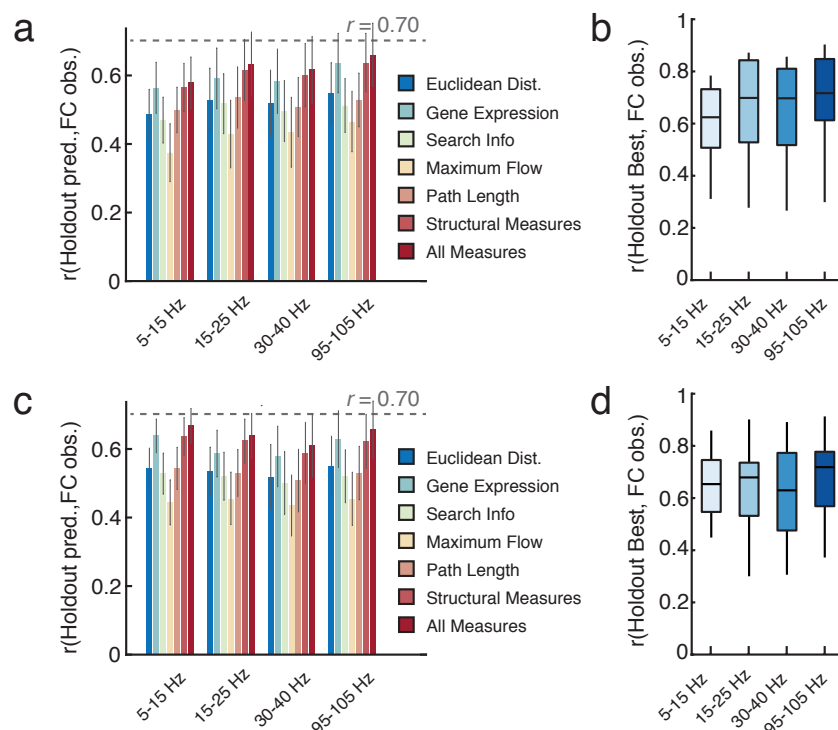 a
r(Holdout pred.,FC obs.)
r = 0.70
0.6
0.4
0.2
0
5-15 Hz
15-25 Hz
30-40 Hz
95-105 Hz
Euclidean Dist.
Gene Expression
Search Info
Maximum Flow
Path Length
Structural Measures
All Measures
b
r(Holdout Best, FC obs.)
1
0.8
0.6
0.4
0.2
0
5-15 Hz
15-25 Hz
30-40 Hz
95-105 Hz
c
r(Holdout pred.,FC obs.)
r = 0.70
0.6
0.4
0.2
0
5-15 Hz
15-25 Hz
30-40 Hz
95-105 Hz
Euclidean Dist.
Gene Expression
Search Info
Maximum Flow
Path Length
Structural Measures
All Measures
d
r(Holdout Best, FC obs.)
1
0.8
0.6
0.4
0.2
0
5-15 Hz
15-25 Hz
30-40 Hz
95-105 Hz